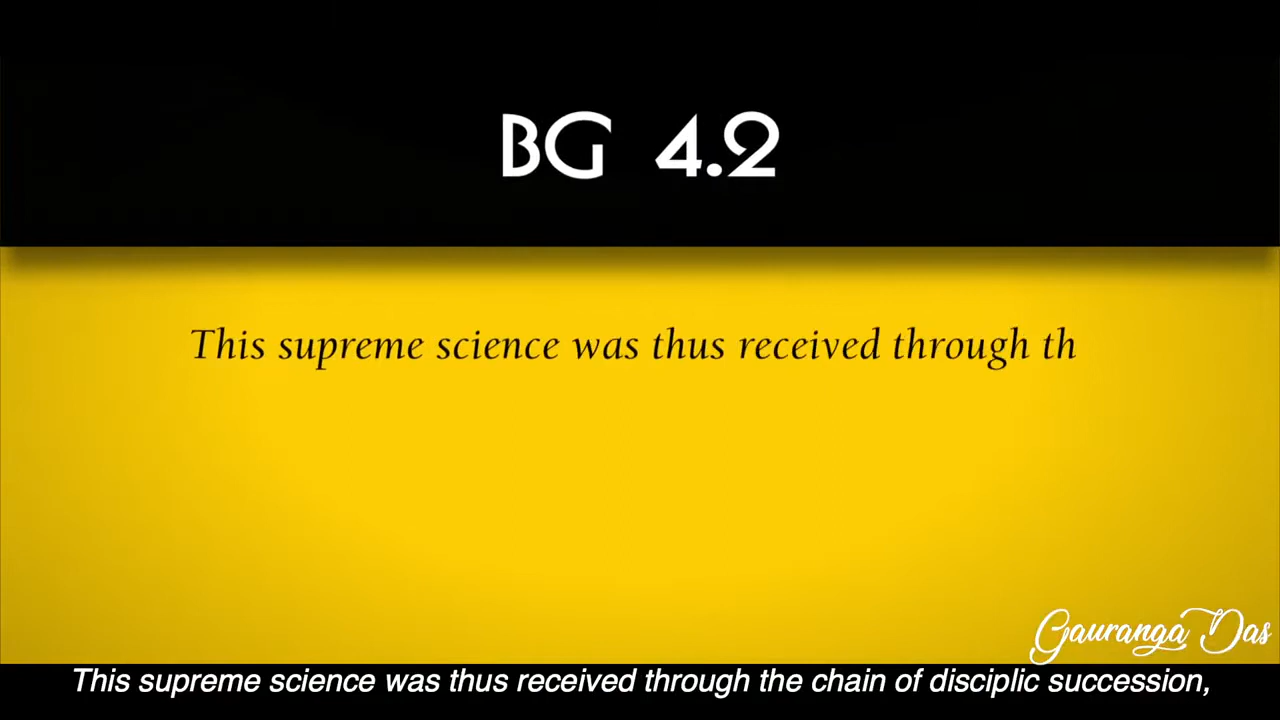 BG 4.2
This supreme science was thus received through th
Gauranga Das
This supreme science was thus received through the chain of disciplic succession,